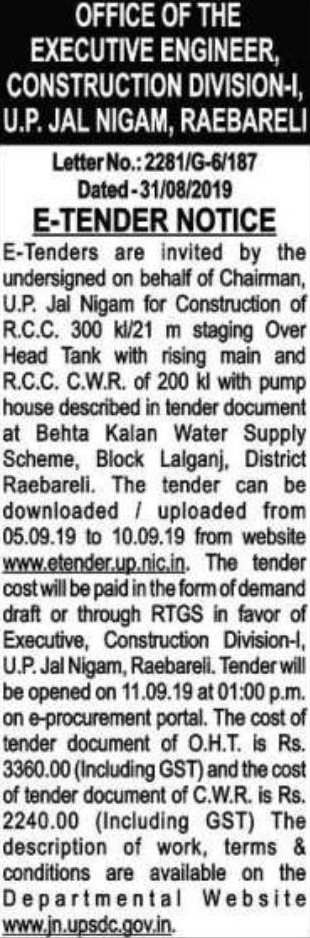 OFFICE OF THE
EXECUTIVE ENGINEER,
CONSTRUCTION DIVISION-I,
U.P. JAL NIGAM, RAEBARELI
Letter No.: 2281/G-6/187
Dated - 31/08/2019
E-TENDER NOTICE
E-Tenders are invited by the
undersigned on behalf of Chairman,
U.P. Jal Nigam for Construction of
R.C.C. 300 kl/21 m staging Over
Head Tank with rising main and
R.C.C. C.W.R. of 200 kl with pump
house described in tender document
at Behta Kalan Water Supply
Scheme, Block Lalganj, District
Raebareli. The tender can be
downloaded / uploaded from
05.09.19 to 10.09.19 from website
www.etender.up.nic.in. The tender
cost will be paid in the form of demand
draft or through RTGS in favor of
Executive, Construction Division-I,
U.P. Jal Nigam, Raebareli. Tender will
be opened on 11.09.19 at 01:00 p.m.
on e-procurement portal. The cost of
tender document of O.H.T. is Rs.
3360.00 (Including GST) and the cost
of tender document of C.W.R. is Rs.
2240.00 (Including GST) The
description of work, terms &
conditions are available on the
Departmental Website
www.jn.upsdc.gov.in.